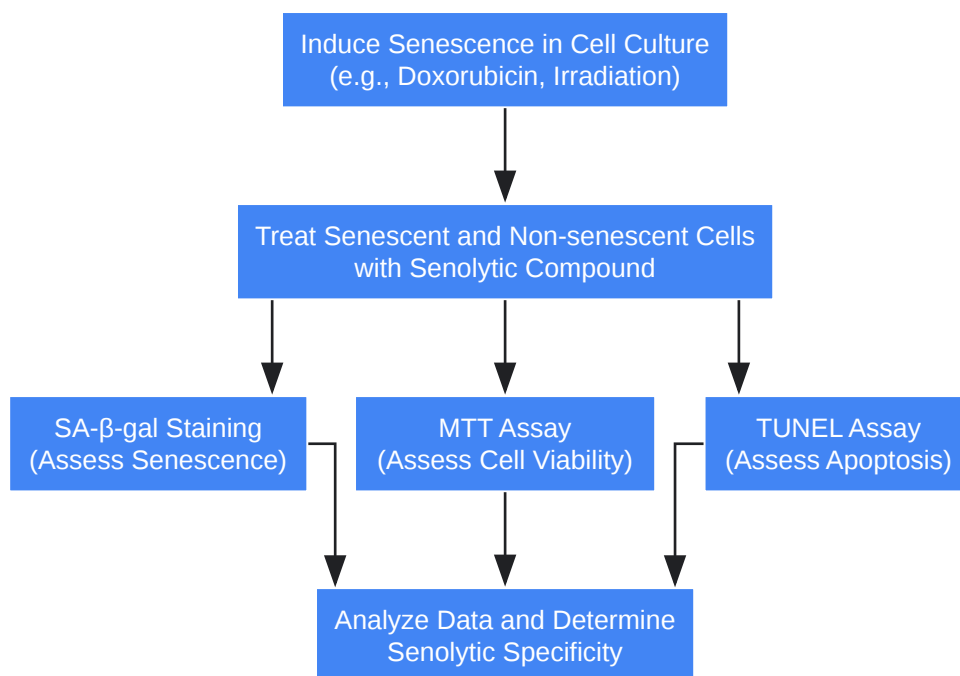 Induce Senescence in Cell Culture
(e.g., Doxorubicin, Irradiation)
Treat Senescent and Non-senescent Cells
with Senolytic Compound
SA-β-gal Staining
(Assess Senescence)
MTT Assay
(Assess Cell Viability)
TUNEL Assay
(Assess Apoptosis)
Analyze Data and Determine
Senolytic Specificity